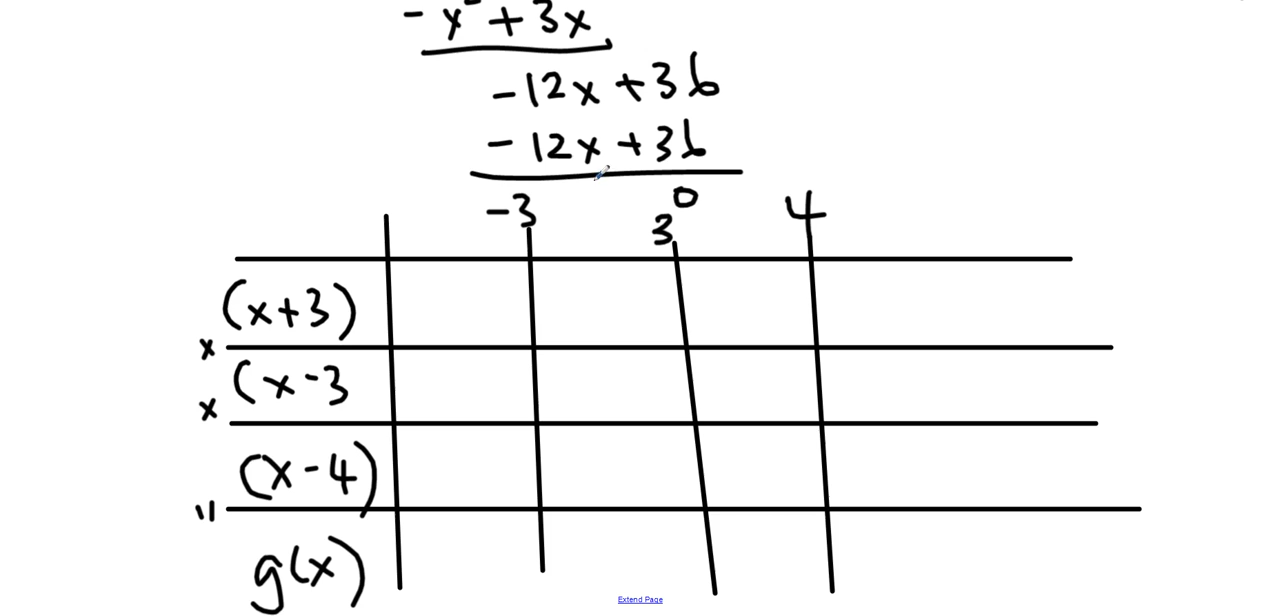 - x² + 3x
-12x + 36
- 12x + 36
0
-3 3 4
(x+3)
x
(x-3
x
(x-4)
=
g(x)
Extend Page